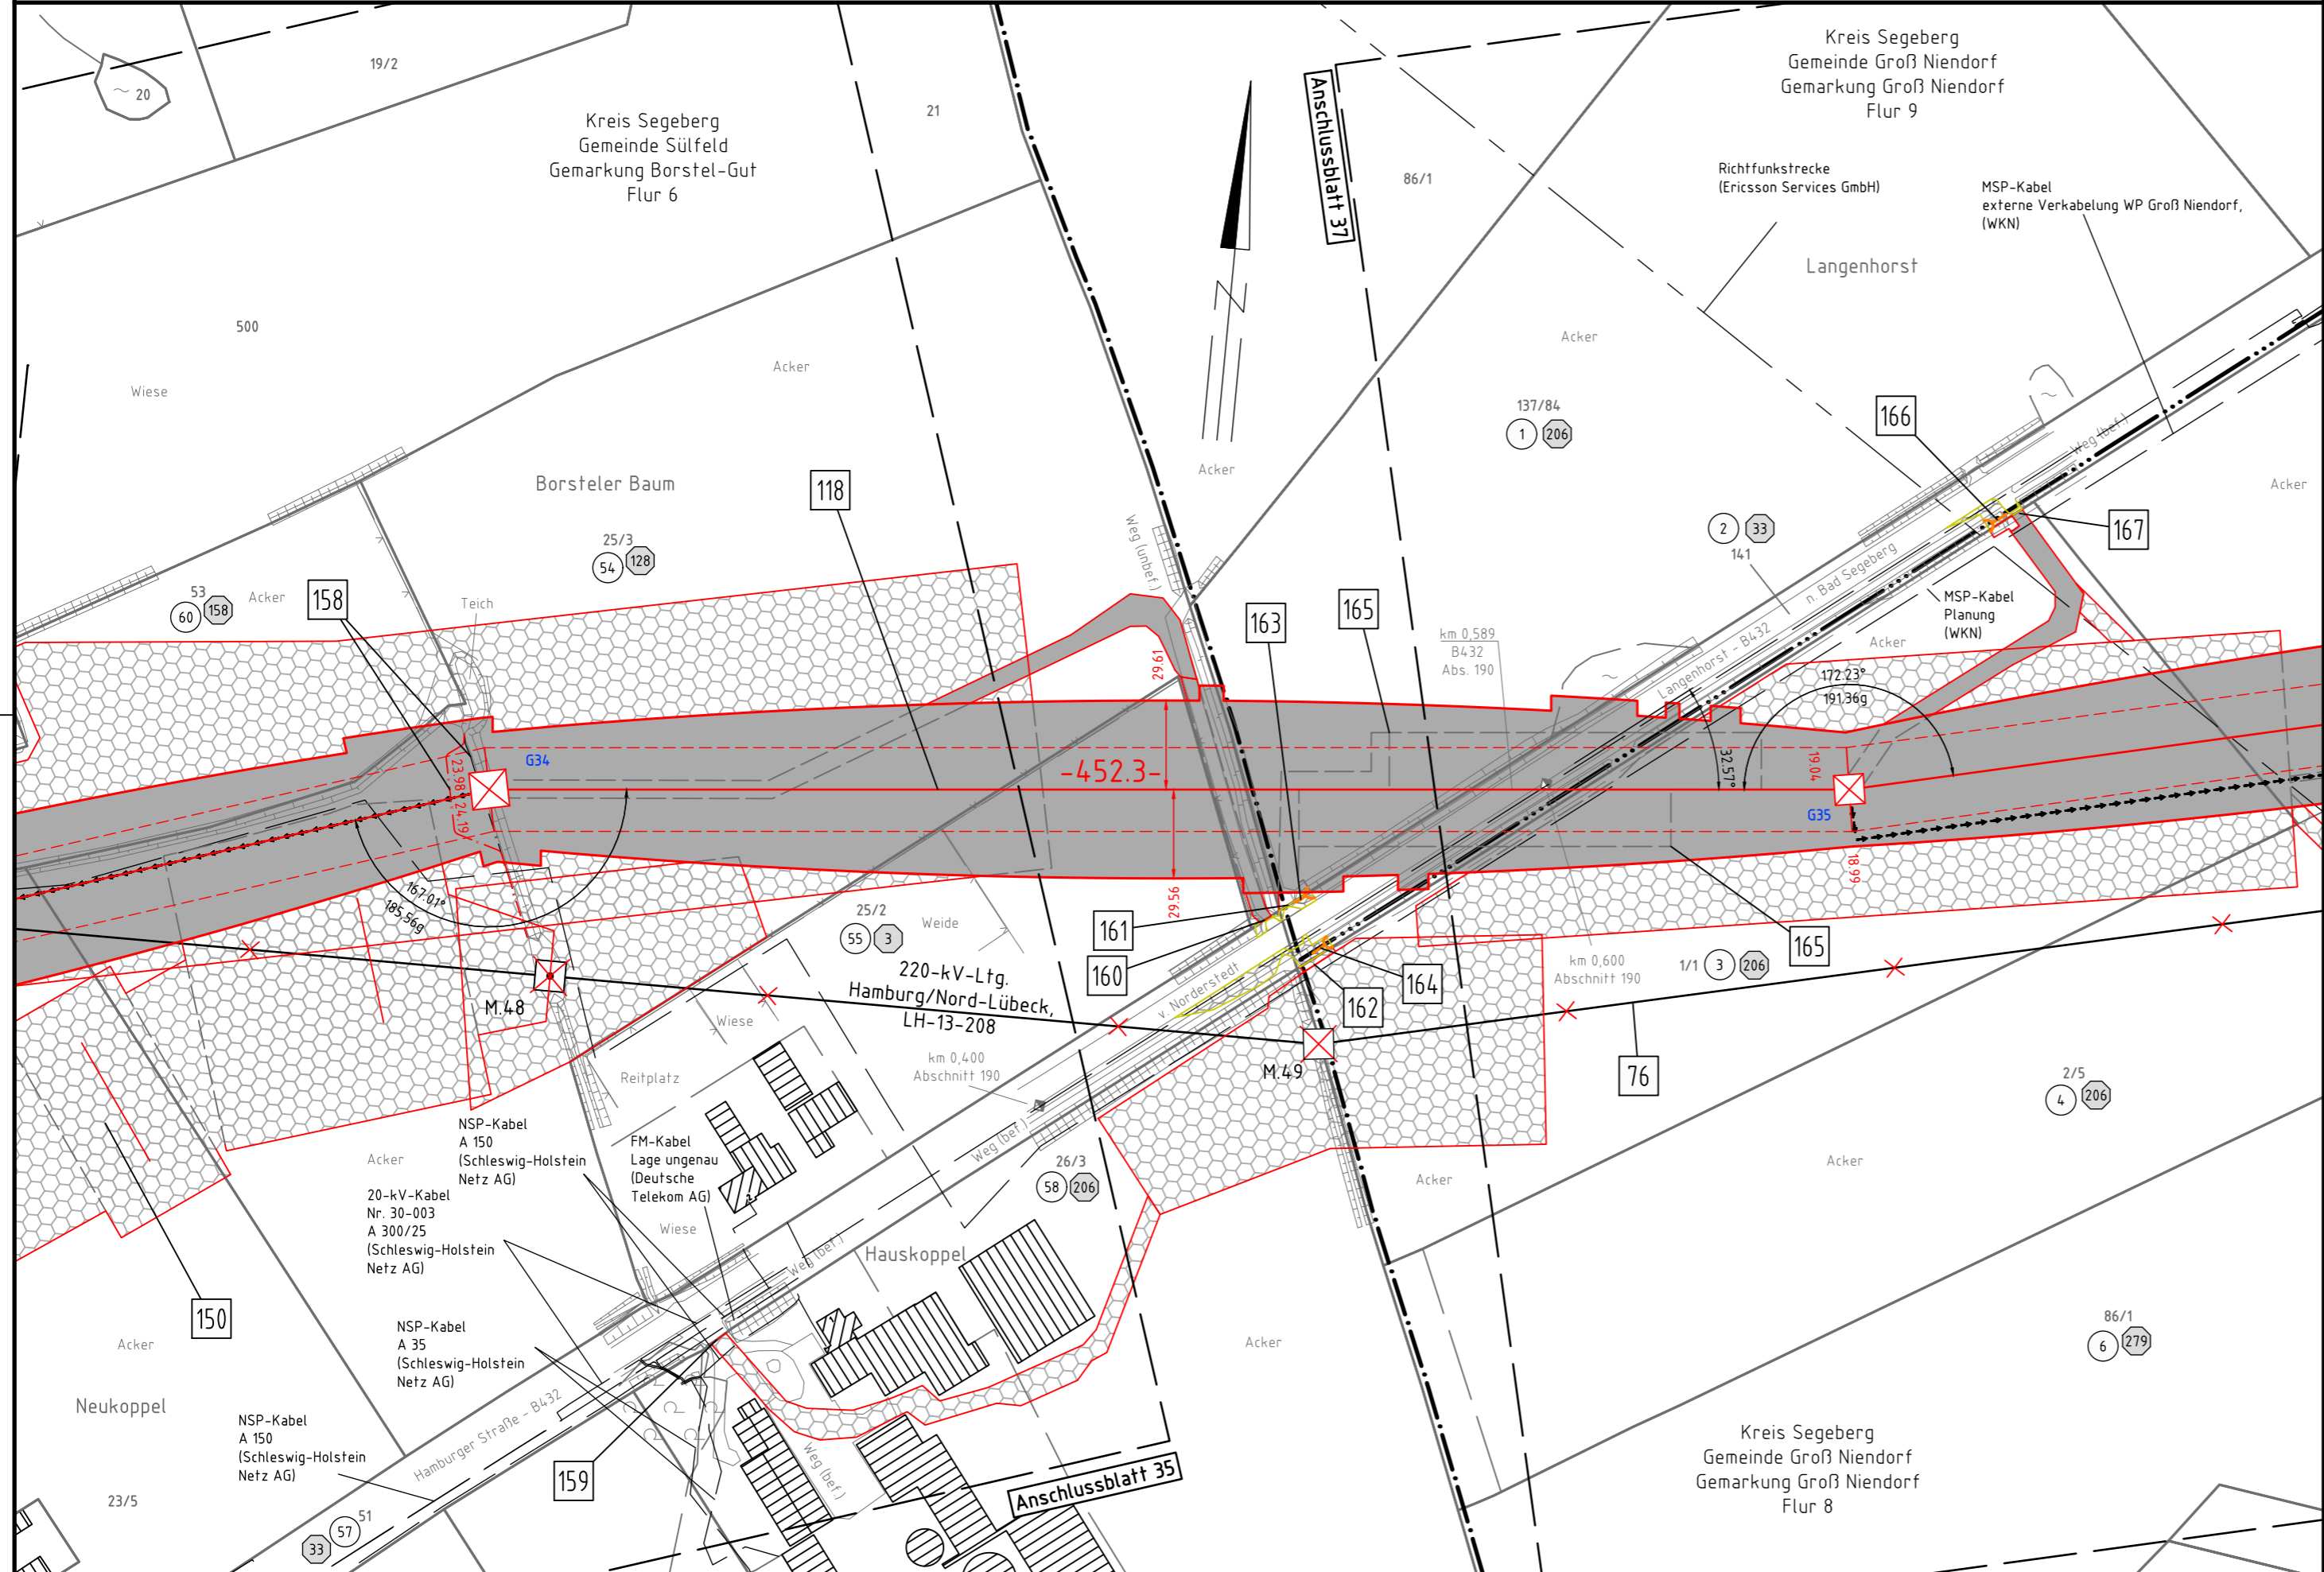 19/2
20
Kreis Segeberg
Gemeinde Sülfeld
Gemarkung Borstel-Gut
Flur 6
21
Anschlussblatt 37
86/1
Kreis Segeberg
Gemeinde Groß Niendorf
Gemarkung Groß Niendorf
Flur 9
Richtfunkstrecke
(Ericsson Services GmbH)
MSP-Kabel
externe Verkabelung WP Groß Niendorf,
(WKN)
Langenhorst
N
500
Wiese
Acker
Acker
Acker
137/84
1 206
166
Weg (bef.)
Acker
Borsteler Baum
118
25/3
54 128
Weg (unbef.)
2 33
141
167
n. Bad Segeberg
53
60 158
Acker
158
Teich
163
165
km 0,589
B432
Abs. 190
Langenhorst - B432
MSP-Kabel
Planung
(WKN)
Acker
29.61
172.23°
191.36g
G34
23.98
24.19
-452.3-
32.57°
19.04
G35
18.99
167.01°
185.56g
29.56
25/2
55 3
Weide
161
160
v. Norderstedt
164
162
km 0,600
Abschnitt 190
1/1 3 206
165
M.48
220-kV-Ltg.
Hamburg/Nord-Lübeck,
LH-13-208
Wiese
km 0,400
Abschnitt 190
M.49
76
Reitplatz
2/5
4 206
NSP-Kabel
A 150
(Schleswig-Holstein
Netz AG)
FM-Kabel
Lage ungenau
(Deutsche
Telekom AG)
Weg (bef.)
26/3
58 206
Acker
Acker
Acker
20-kV-Kabel
Nr. 30-003
A 300/25
(Schleswig-Holstein
Netz AG)
Wiese
2
Weg (bef.)
Hauskoppel
150
Acker
NSP-Kabel
A 35
(Schleswig-Holstein
Netz AG)
1
Acker
86/1
6 279
Neukoppel
NSP-Kabel
A 150
(Schleswig-Holstein
Netz AG)
Hamburger Straße - B432
159
Weg (bef.)
Anschlussblatt 35
Kreis Segeberg
Gemeinde Groß Niendorf
Gemarkung Groß Niendorf
Flur 8
23/5
51
33 57